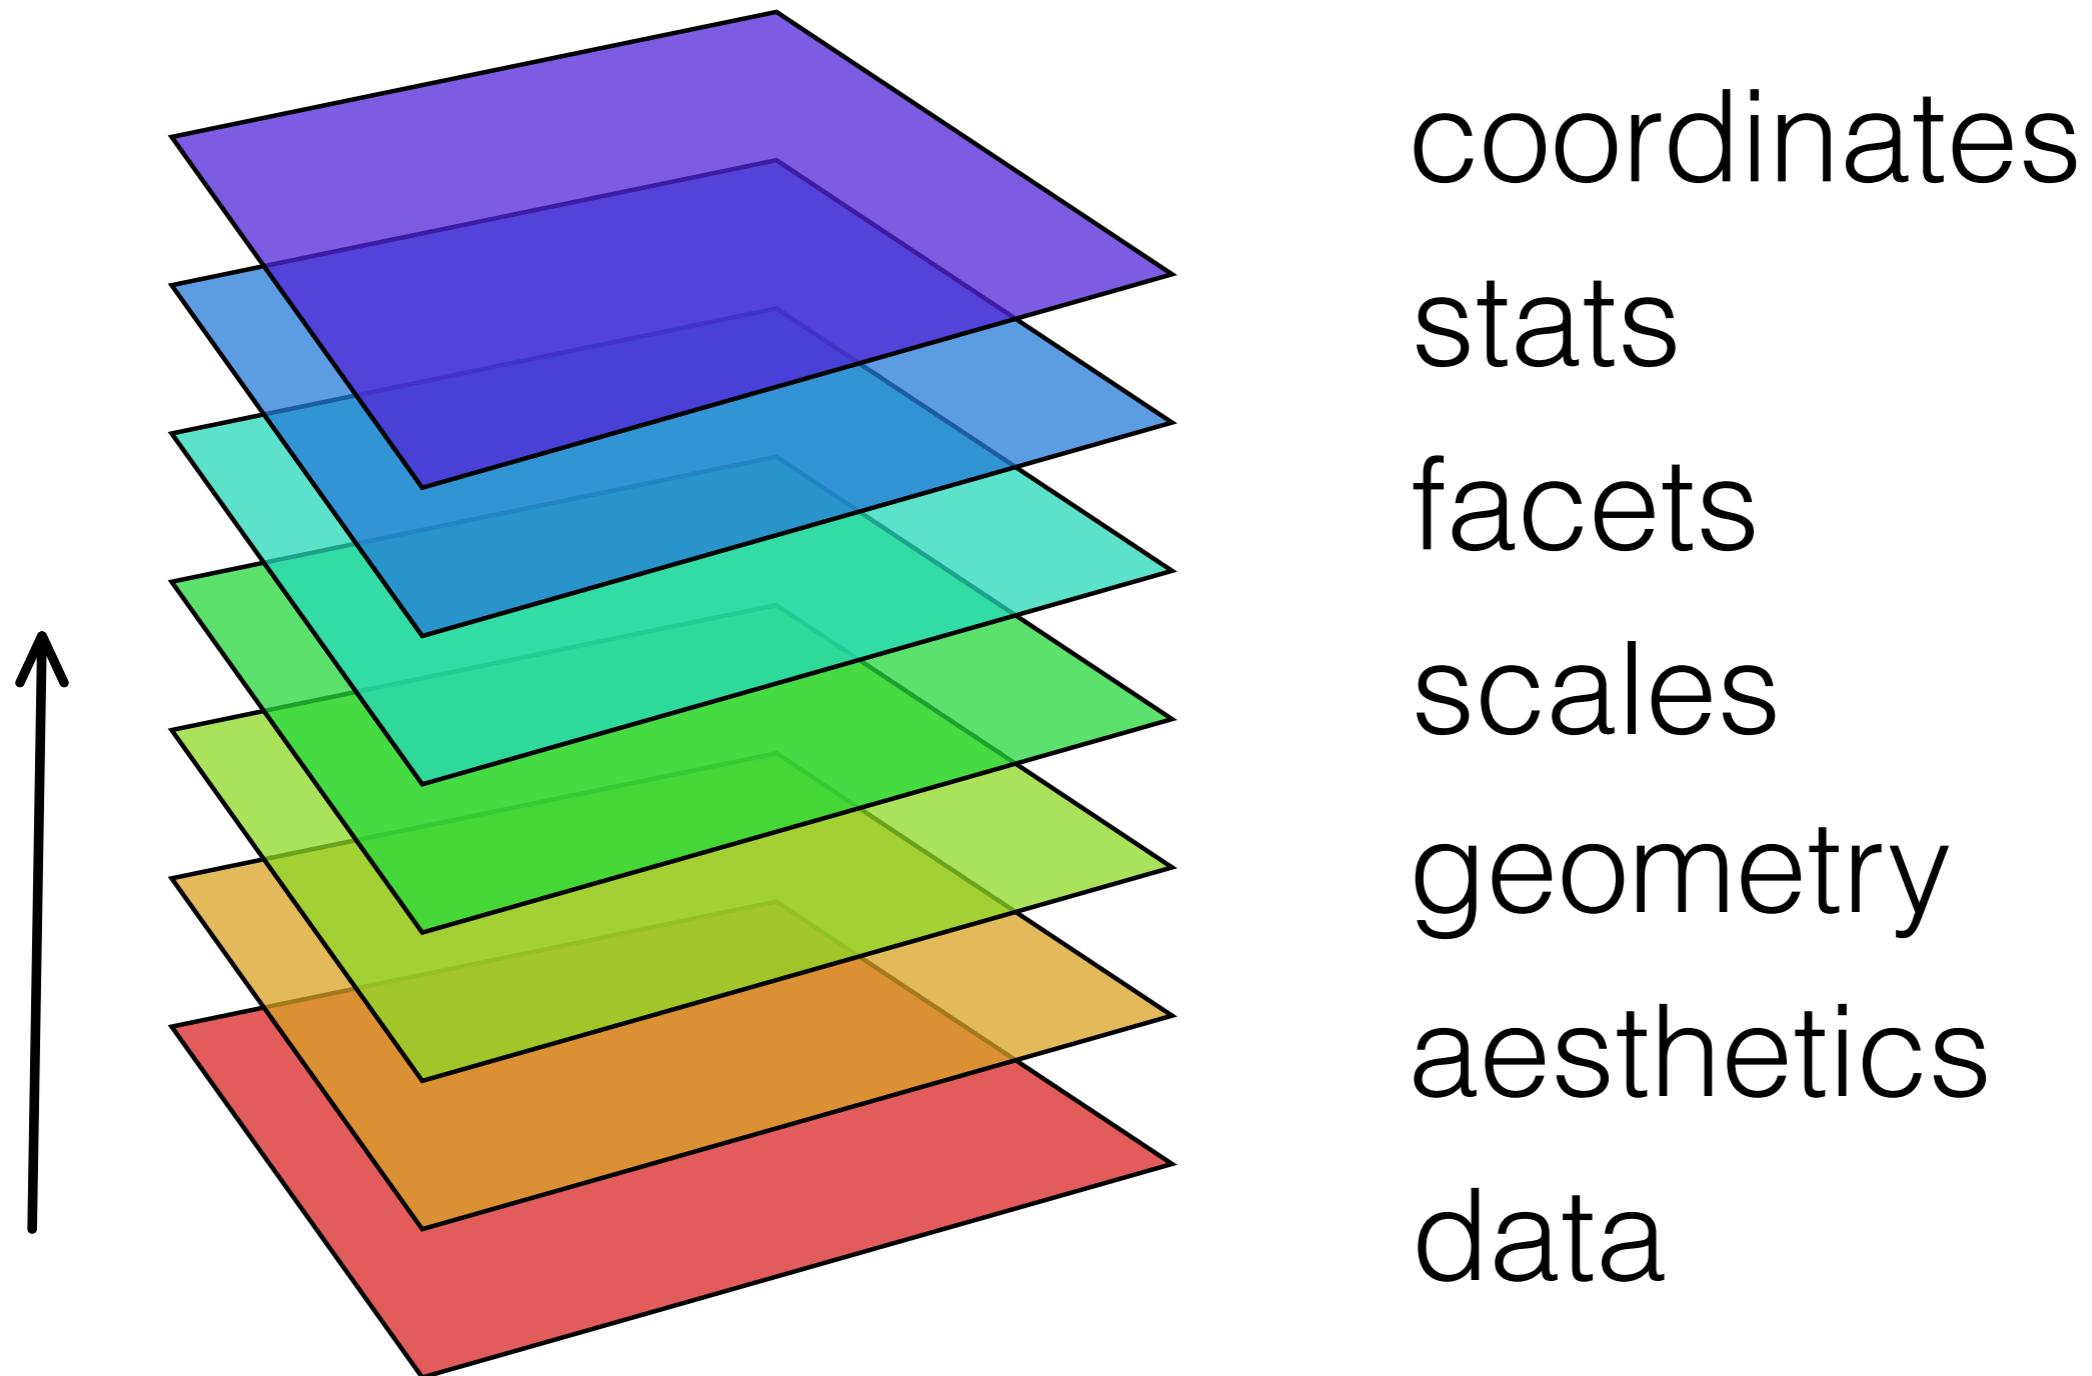 coordinates
stats
facets
scales
geometry
aesthetics
data